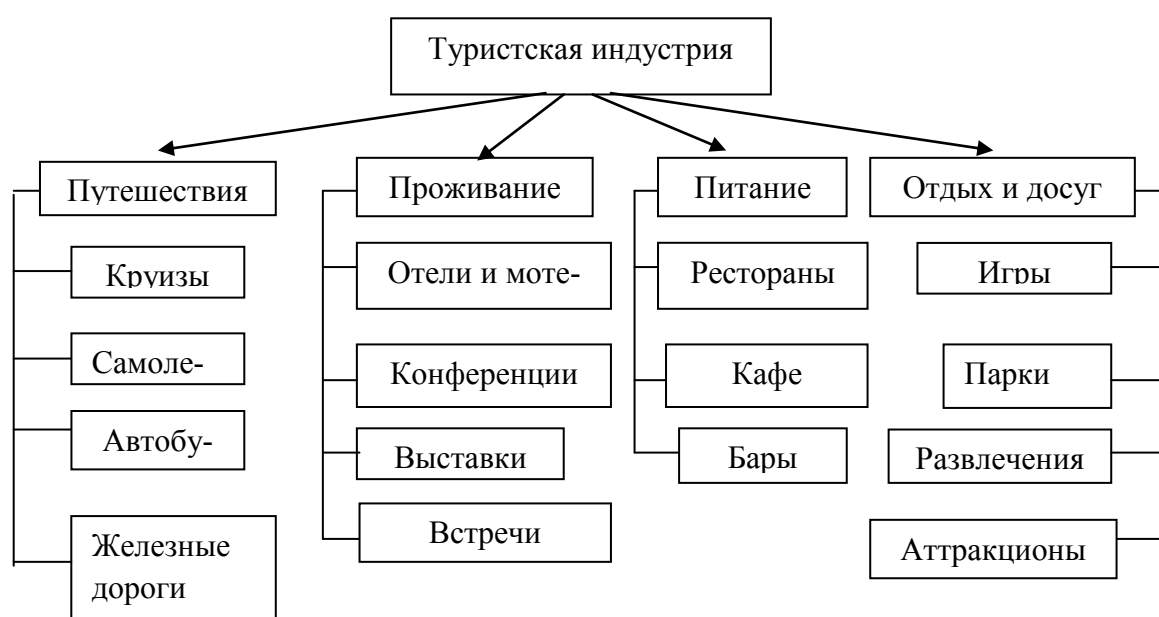 Туристская индустрия
Путешествия
Проживание
Питание
Отдых и досуг
Круизы
Отели и моте-
Рестораны
Игры
Самоле-
Конференции
Кафе
Парки
Автобу-
Выставки
Бары
Развлечения
Железные
дороги
Встречи
Аттракционы